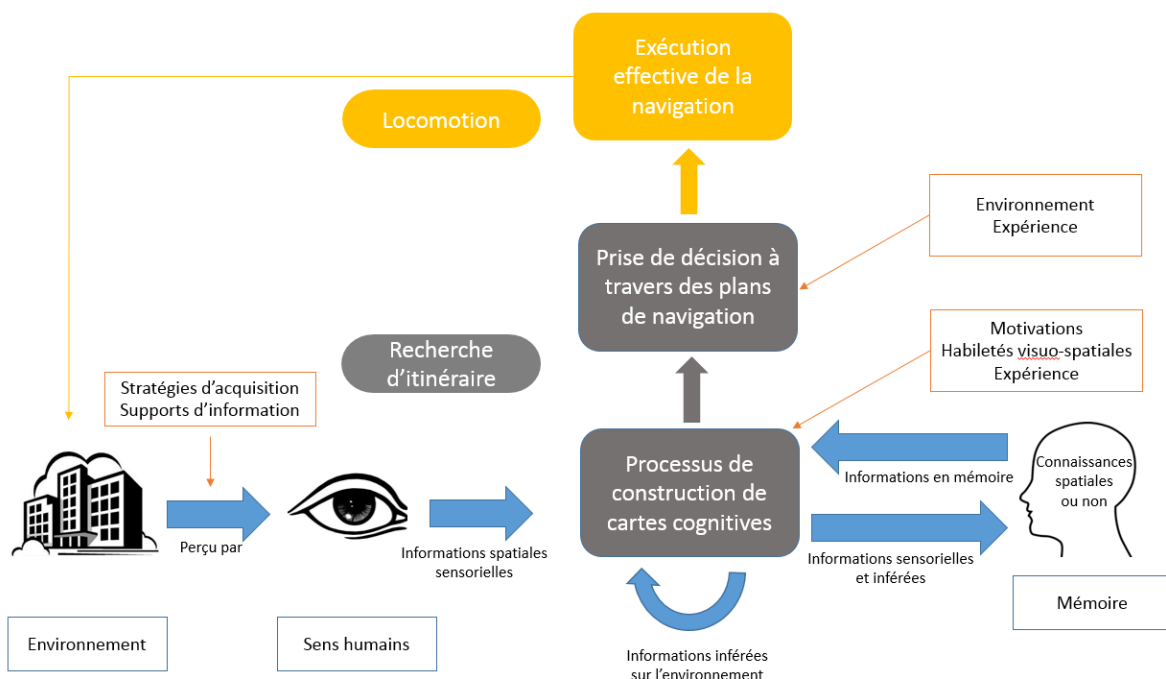 Exécution
effective de la
navigation
Locomotion
Environnement
Expérience
Prise de décision à
travers des plans
de navigation
Motivations
Habiletés visuo-spatiales
Expérience
Recherche
d'itinéraire
Stratégies d'acquisition
Supports d'information
Processus de
construction de
cartes cognitives
Informations en mémoire
Connaissances
spatiales
ou non
Perçu par
Informations spatiales
sensorielles
Informations sensorielles
et inférées
Environnement
Sens humains
Mémoire
Informations inférées
sur l'environnement